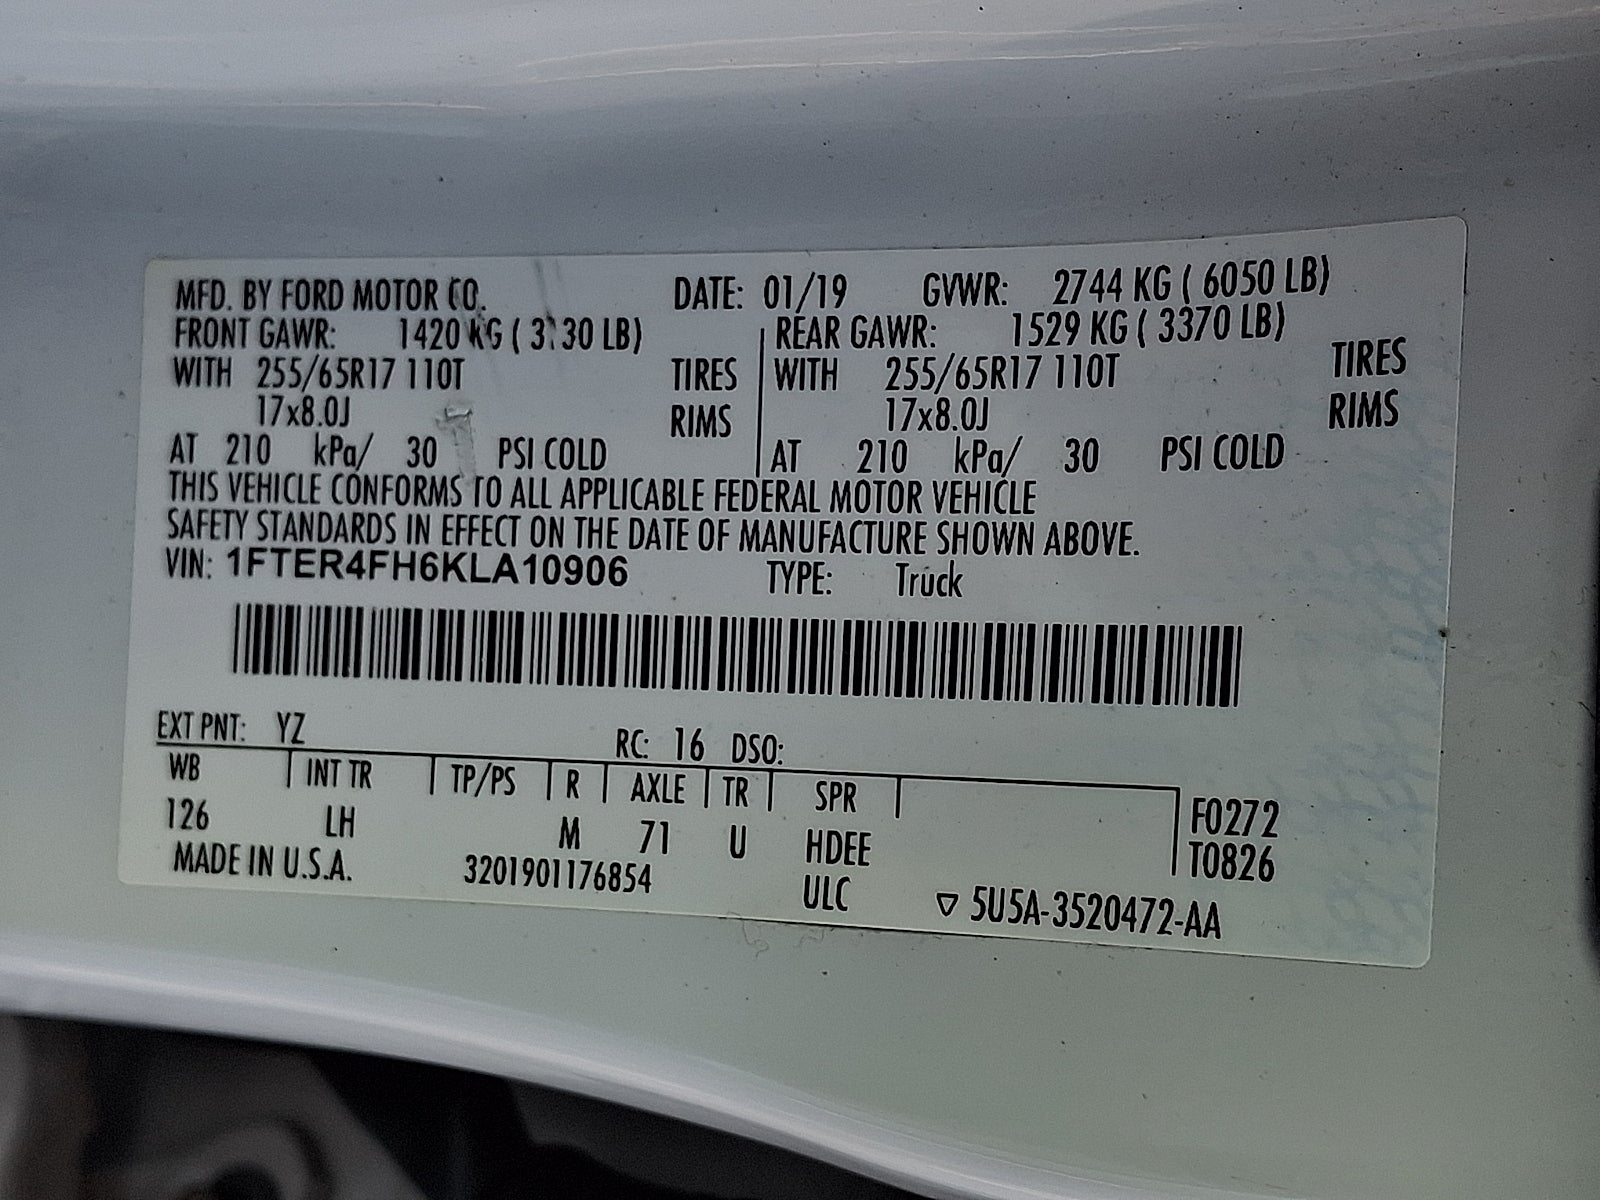 MFD. BY FORD MOTOR CO. DATE: 01/19 GVWR: 2744 KG ( 6050 LB)
FRONT GAWR: 1420 KG ( 3130 LB) REAR GAWR: 1529 KG ( 3370 LB)
WITH 255/65R17 110T TIRES WITH 255/65R17 110T TIRES
17x8.0J RIMS 17x8.0J RIMS
AT 210 kPa/ 30 PSI COLD AT 210 kPa/ 30 PSI COLD
THIS VEHICLE CONFORMS TO ALL APPLICABLE FEDERAL MOTOR VEHICLE
SAFETY STANDARDS IN EFFECT ON THE DATE OF MANUFACTURE SHOWN ABOVE.
VIN: 1FTER4FH6KLA10906 TYPE: Truck
EXT PNT: YZ RC: 16 DSO:
WB INT TR TP/PS R AXLE TR SPR F0272
126 LH M 71 U HDEE T0826
MADE IN U.S.A. 3201901176854 ULC ▽ 5U5A-3520472-AA